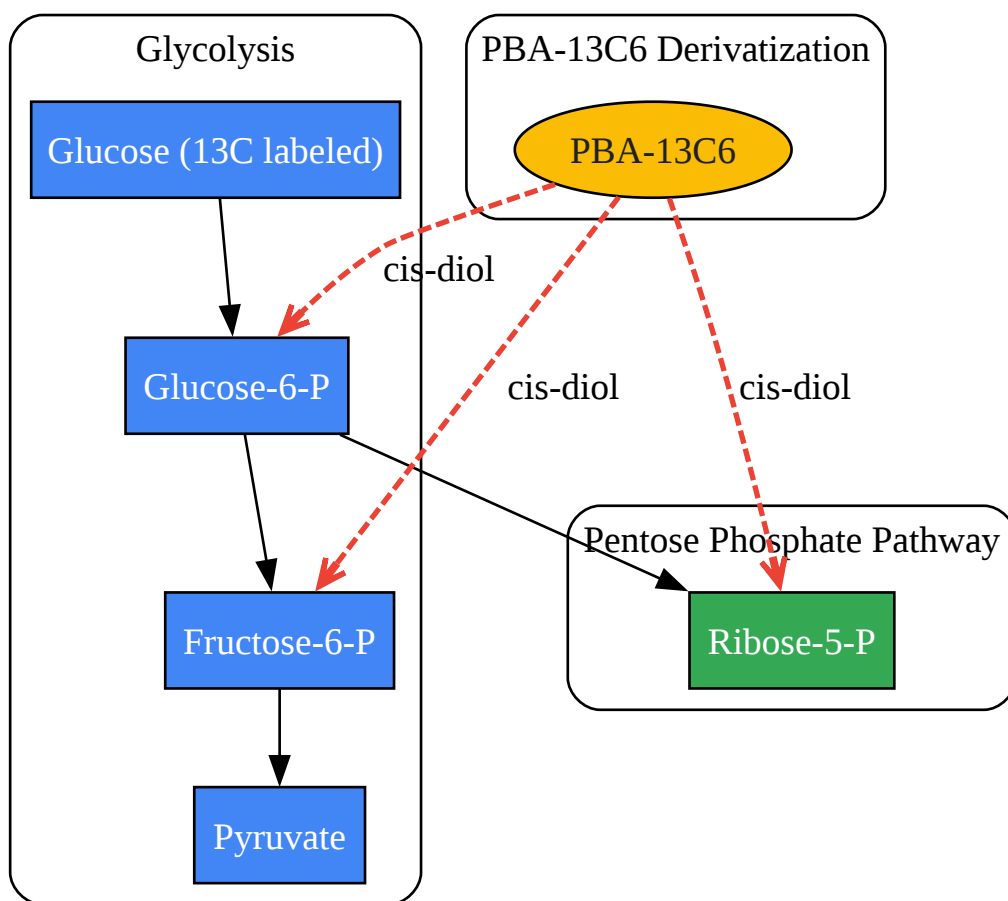 Glycolysis
PBA-13C6 Derivatization
Glucose (13C labeled)
PBA-13C6
cis-diol
Glucose-6-P
cis-diol
cis-diol
Pentose Phosphate Pathway
Fructose-6-P
Ribose-5-P
Pyruvate